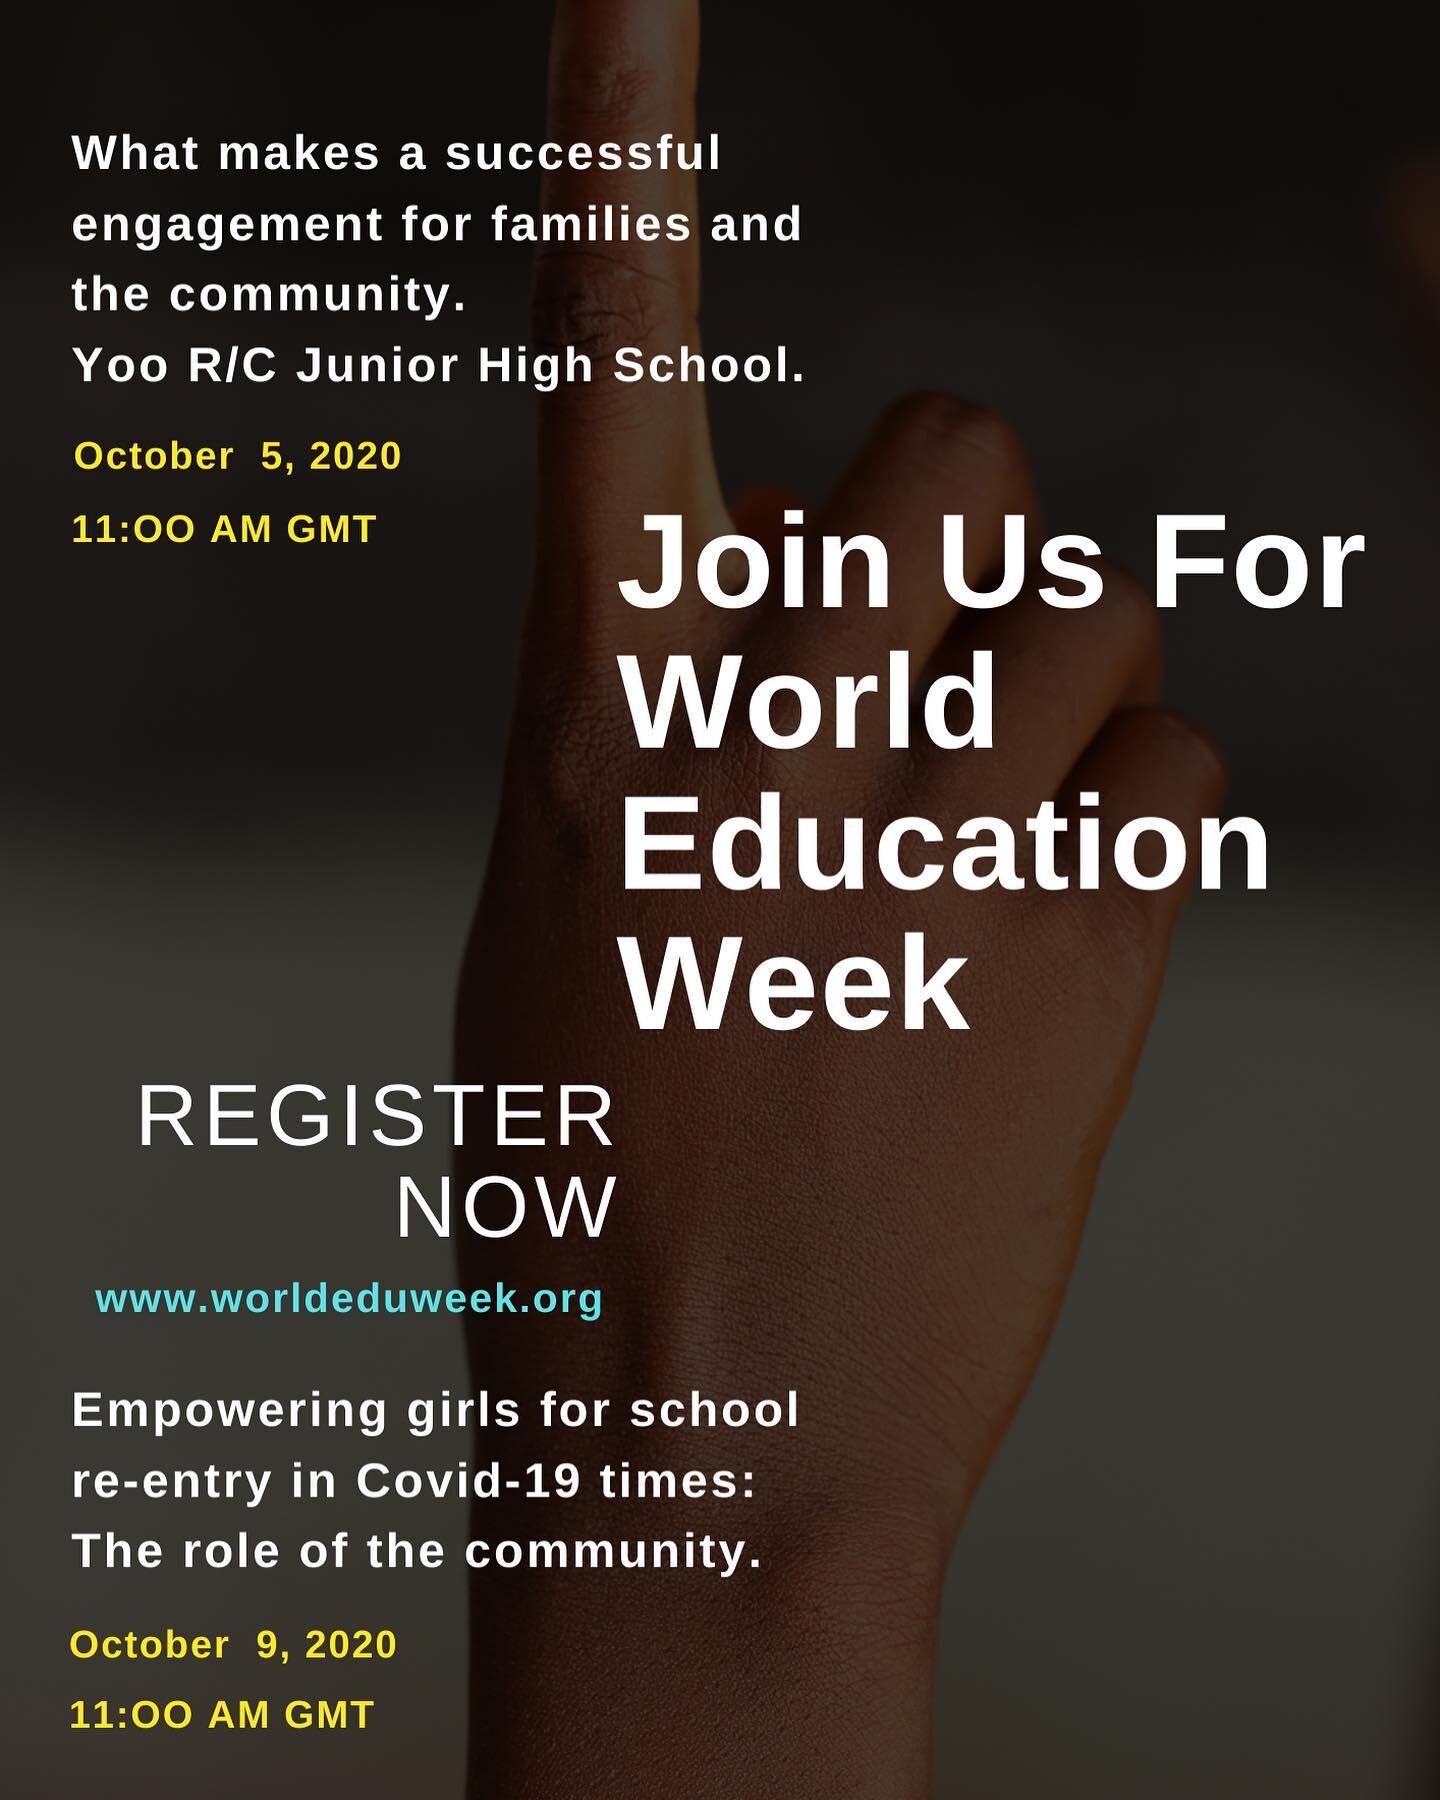 What makes a successful
engagement for families and
the community.
Yoo R/C Junior High School.
October 5, 2020
11:OO AM GMT
Join Us For
World
Education
Week
REGISTER
NOW
www.worldeduweek.org
Empowering girls for school
re-entry in Covid-19 times:
The role of the community.
October 9, 2020
11:OO AM GMT